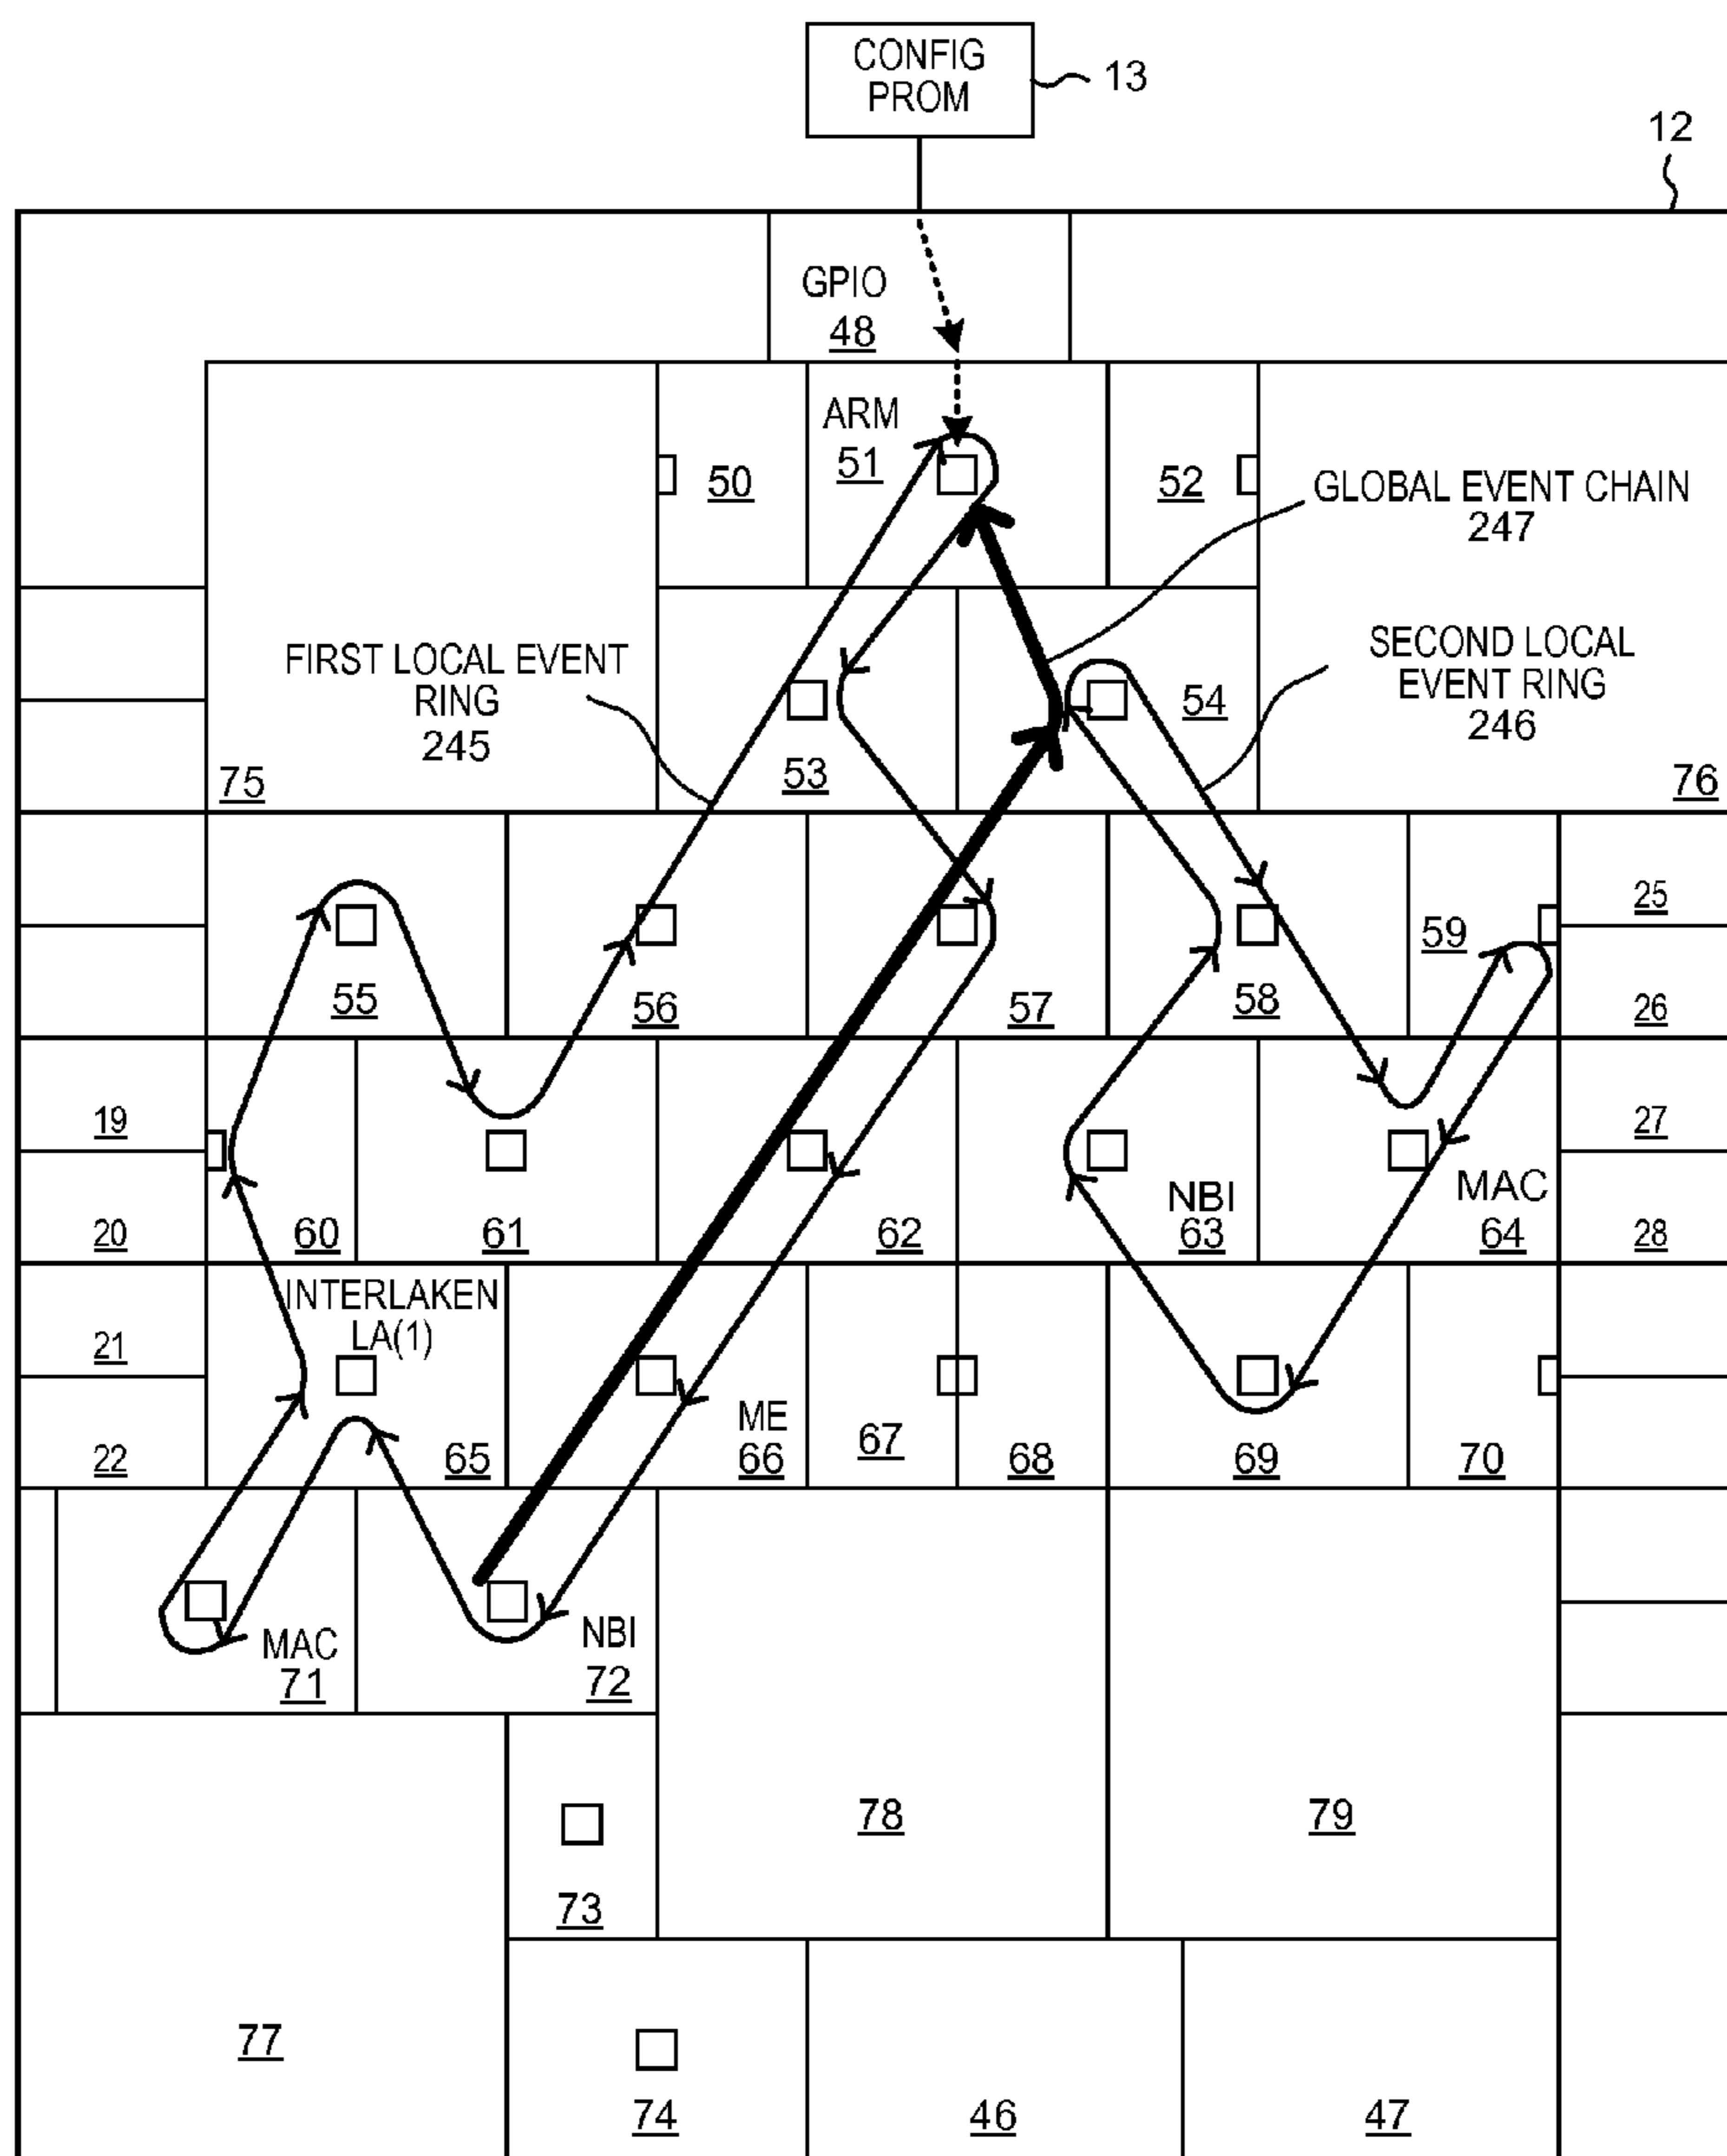 CONFIG
PROM
13
12
GPIO
48
ARM
51
50
52
GLOBAL EVENT CHAIN
247
FIRST LOCAL EVENT
RING
245
SECOND LOCAL
EVENT RING
246
54
53
75
76
25
59
55
56
57
58
26
19
27
NBI
63
MAC
64
20
60
61
62
28
INTERLAKEN
LA(1)
21
ME
66
67
22
65
68
69
70
MAC
71
NBI
72
78
79
73
77
74
46
47